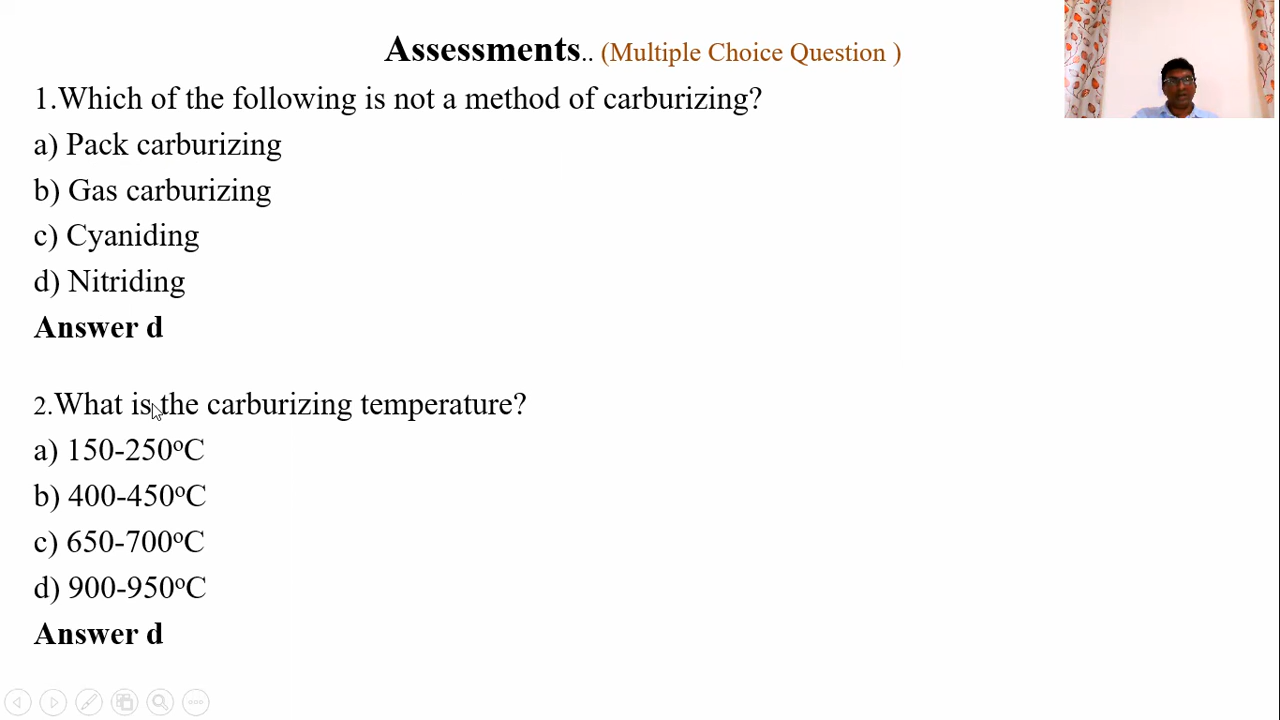 Assessments.. (Multiple Choice Question )
1.Which of the following is not a method of carburizing?
a) Pack carburizing
b) Gas carburizing
c) Cyaniding
d) Nitriding
Answer d
2.What is the carburizing temperature?
a) 150-250ºC
b) 400-450ºC
c) 650-700ºC
d) 900-950ºC
Answer d